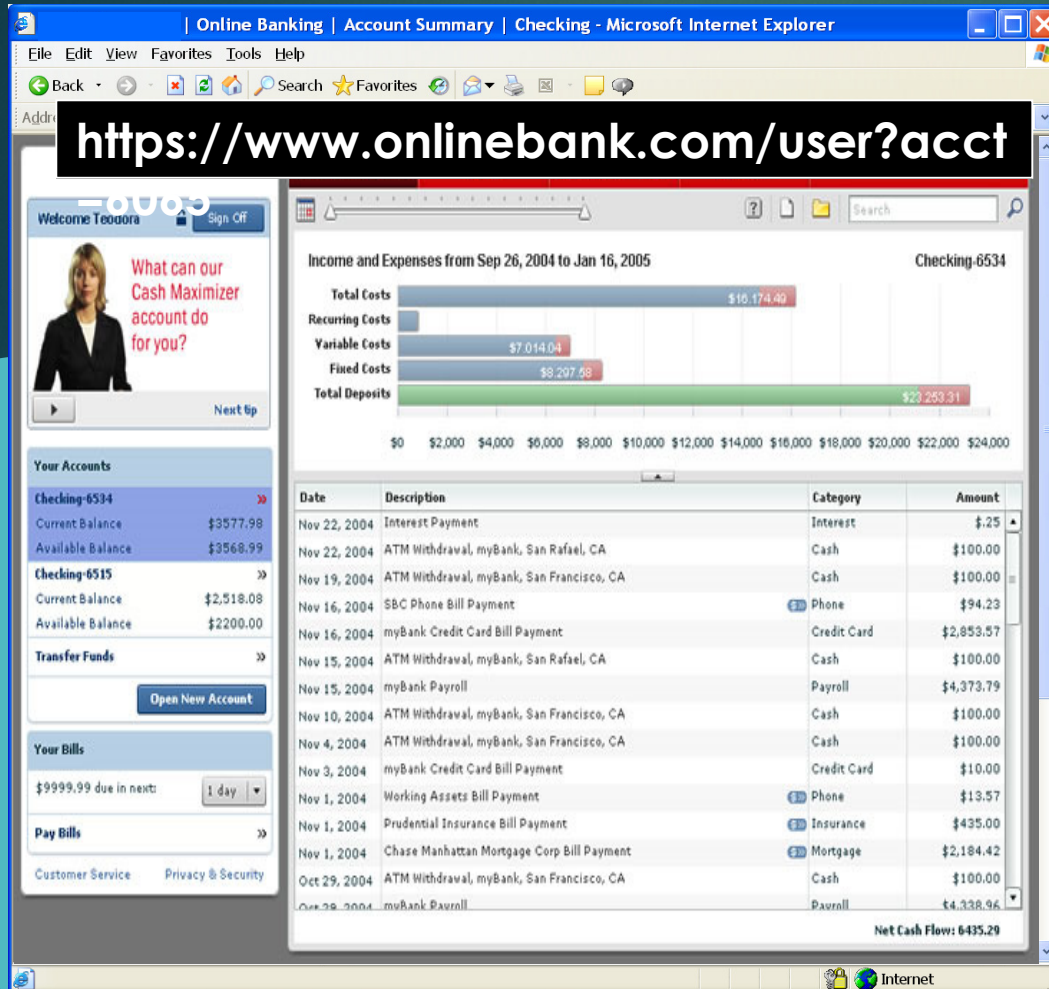 | Online Banking | Account Summary | Checking - Microsoft Internet Explorer
File Edit View Favorites Tools Help
Back Search Favorites
Addre
https://www.onlinebank.com/user?acct
=6065
Welcome Teodora Sign Off
What can our
Cash Maximizer
account do
for you?
Next tip
Your Accounts
Checking-6534 »
Current Balance $3577.98
Available Balance $3568.99
Checking-6515 »
Current Balance $2,518.08
Available Balance $2200.00
Transfer Funds »
Open New Account
Your Bills
$9999.99 due in next: 1 day
Pay Bills »
Customer Service Privacy & Security
? Search
Income and Expenses from Sep 26, 2004 to Jan 16, 2005 Checking-6534
Total Costs $16.174.49
Recurring Costs
Variable Costs $7.014.04
Fixed Costs $8.297.58
Total Deposits $23.253.31
$0 $2,000 $4,000 $6,000 $8,000 $10,000 $12,000 $14,000 $16,000 $18,000 $20,000 $22,000 $24,000
Date Description Category Amount
Nov 22, 2004 Interest Payment Interest $.25
Nov 22, 2004 ATM Withdrawal, myBank, San Rafael, CA Cash $100.00
Nov 19, 2004 ATM Withdrawal, myBank, San Francisco, CA Cash $100.00
Nov 16, 2004 SBC Phone Bill Payment Phone $94.23
Nov 16, 2004 myBank Credit Card Bill Payment Credit Card $2,853.57
Nov 15, 2004 ATM Withdrawal, myBank, San Rafael, CA Cash $100.00
Nov 15, 2004 myBank Payroll Payroll $4,373.79
Nov 10, 2004 ATM Withdrawal, myBank, San Francisco, CA Cash $100.00
Nov 4, 2004 ATM Withdrawal, myBank, San Francisco, CA Cash $100.00
Nov 3, 2004 myBank Credit Card Bill Payment Credit Card $10.00
Nov 1, 2004 Working Assets Bill Payment Phone $13.57
Nov 1, 2004 Prudential Insurance Bill Payment Insurance $435.00
Nov 1, 2004 Chase Manhattan Mortgage Corp Bill Payment Mortgage $2,184.42
Oct 29, 2004 ATM Withdrawal, myBank, San Francisco, CA Cash $100.00
Oct 29, 2004 myBank Payroll Payroll $4,338.96
Net Cash Flow: 6435.29
Internet